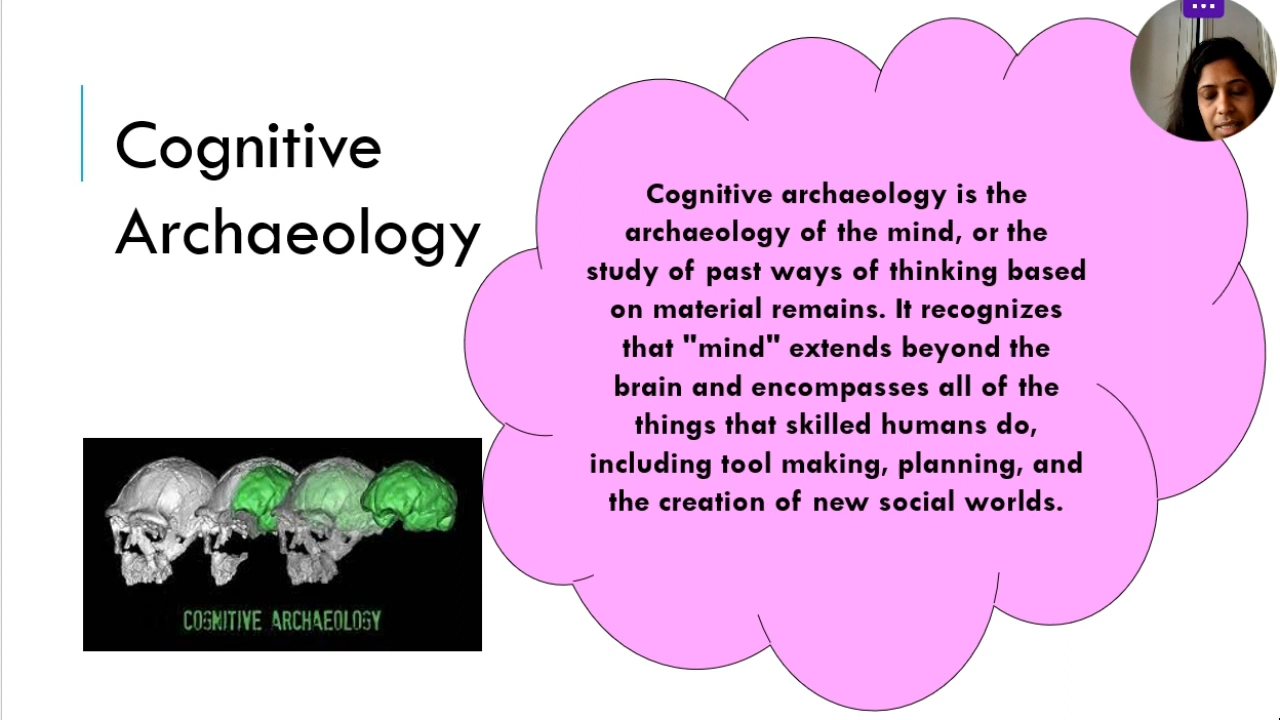 Cognitive
Archaeology
Cognitive archaeology is the
archaeology of the mind, or the
study of past ways of thinking based
on material remains. It recognizes
that "mind" extends beyond the
brain and encompasses all of the
things that skilled humans do,
including tool making, planning, and
the creation of new social worlds.
COGNITIVE ARCHAEOLOGY